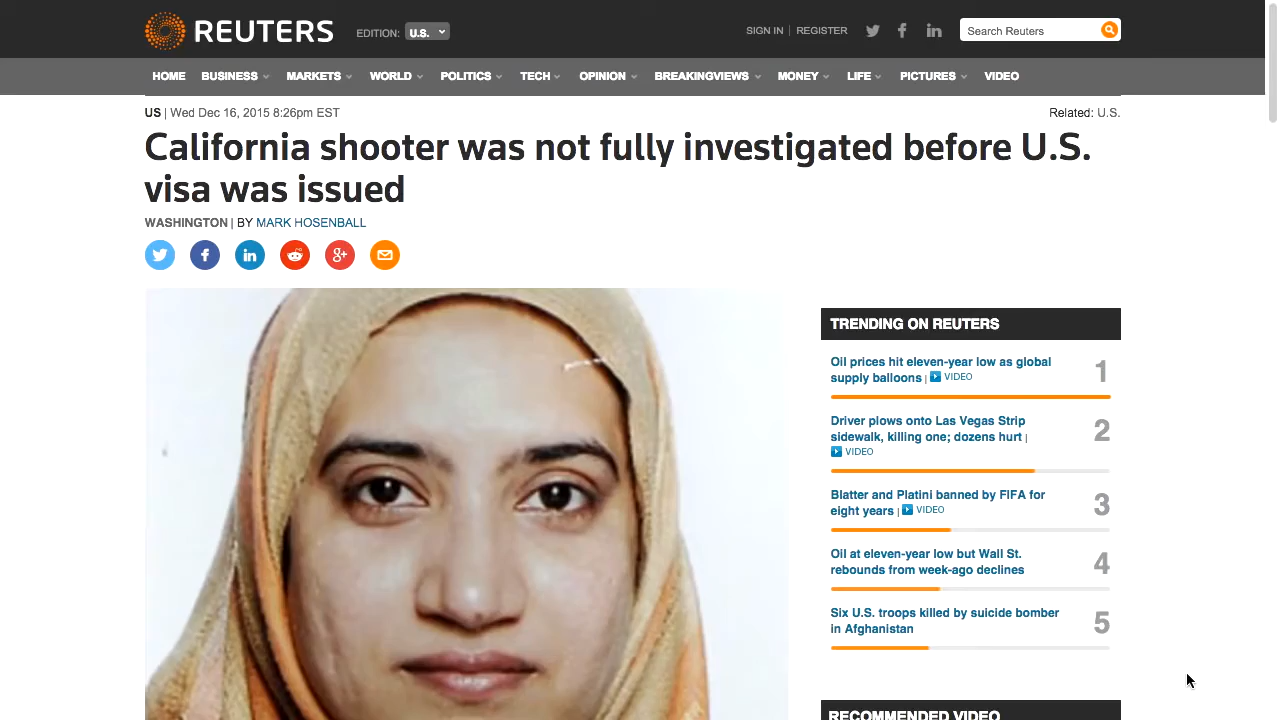 REUTERS EDITION: U.S. SIGN IN | REGISTER Search Reuters
HOME BUSINESS MARKETS WORLD POLITICS TECH OPINION BREAKINGVIEWS MONEY LIFE PICTURES VIDEO
US | Wed Dec 16, 2015 8:26pm EST Related: U.S.
California shooter was not fully investigated before U.S.
visa was issued
WASHINGTON | BY MARK HOSENBALL
TRENDING ON REUTERS
Oil prices hit eleven-year low as global
supply balloons | VIDEO
1
Driver plows onto Las Vegas Strip
sidewalk, killing one; dozens hurt |
VIDEO
2
Blatter and Platini banned by FIFA for
eight years | VIDEO
3
Oil at eleven-year low but Wall St.
rebounds from week-ago declines
4
Six U.S. troops killed by suicide bomber
in Afghanistan
5
RECOMMENDED VIDEO